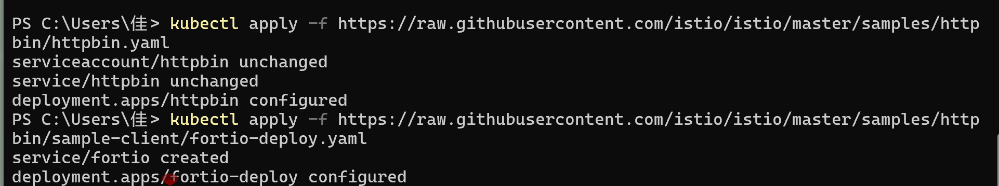 PS C:\Users\佳> kubectl apply -f https://raw.githubusercontent.com/istio/istio/master/samples/http
bin/httpbin.yaml
serviceaccount/httpbin unchanged
service/httpbin unchanged
deployment.apps/httpbin configured
PS C:\Users\佳> kubectl apply -f https://raw.githubusercontent.com/istio/istio/master/samples/http
bin/sample-client/fortio-deploy.yaml
service/fortio created
deployment.apps/fortio-deploy configured